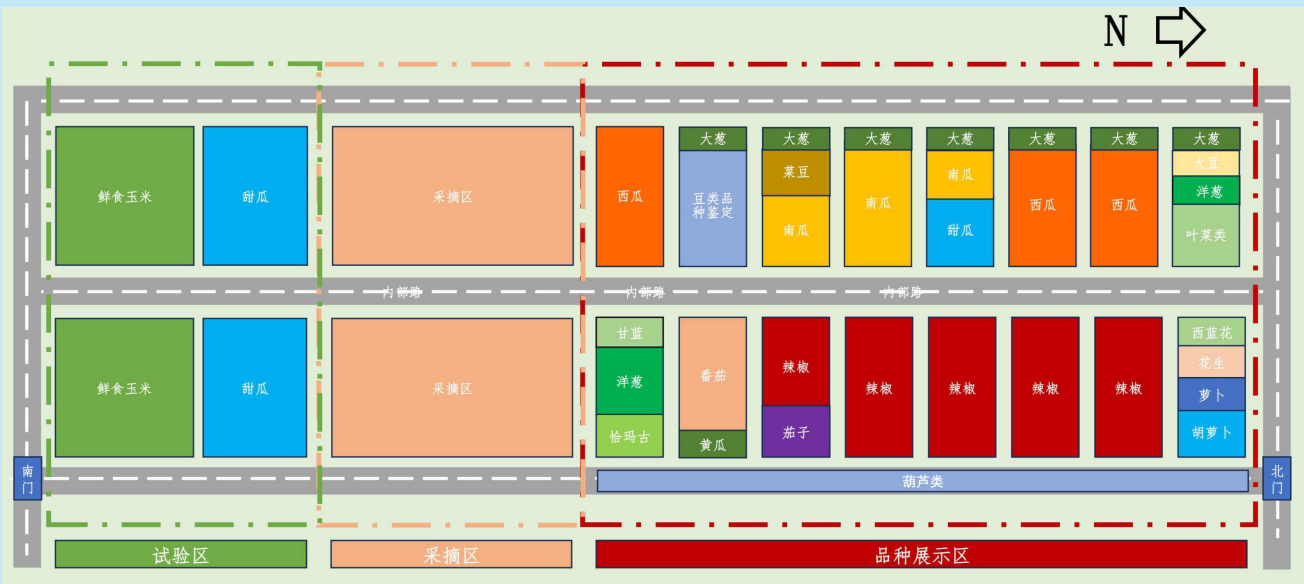 N
鲜食玉米
甜瓜
采摘区
西瓜
大葱
豆类品
种鉴定
大葱
菜豆
南瓜
大葱
南瓜
大葱
南瓜
甜瓜
大葱
西瓜
大葱
西瓜
大葱
大豆
洋葱
叶菜类
内部路
内部路
内部路
鲜食玉米
甜瓜
采摘区
甘蓝
洋葱
恰玛古
番茄
黄瓜
辣椒
茄子
辣椒
辣椒
辣椒
辣椒
西蓝花
花生
萝卜
胡萝卜
南
门
葫芦类
北
门
试验区
采摘区
品种展示区